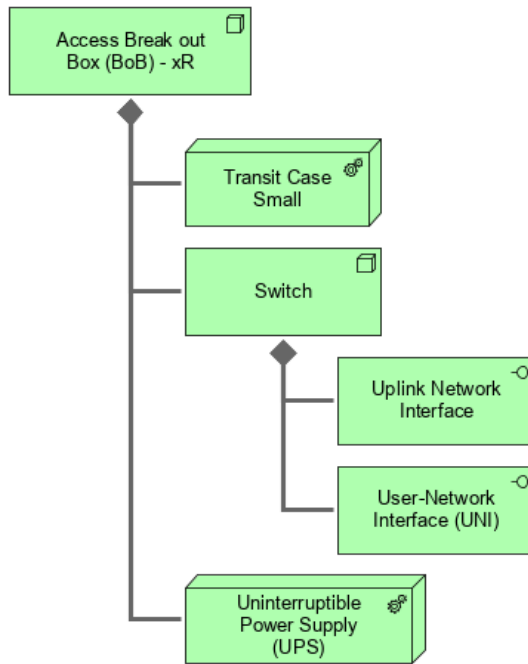 Access Break out
Box (BoB) - xR
Transit Case
Small
Switch
Uplink Network
Interface
User-Network
Interface (UNI)
Uninterruptible
Power Supply
(UPS)